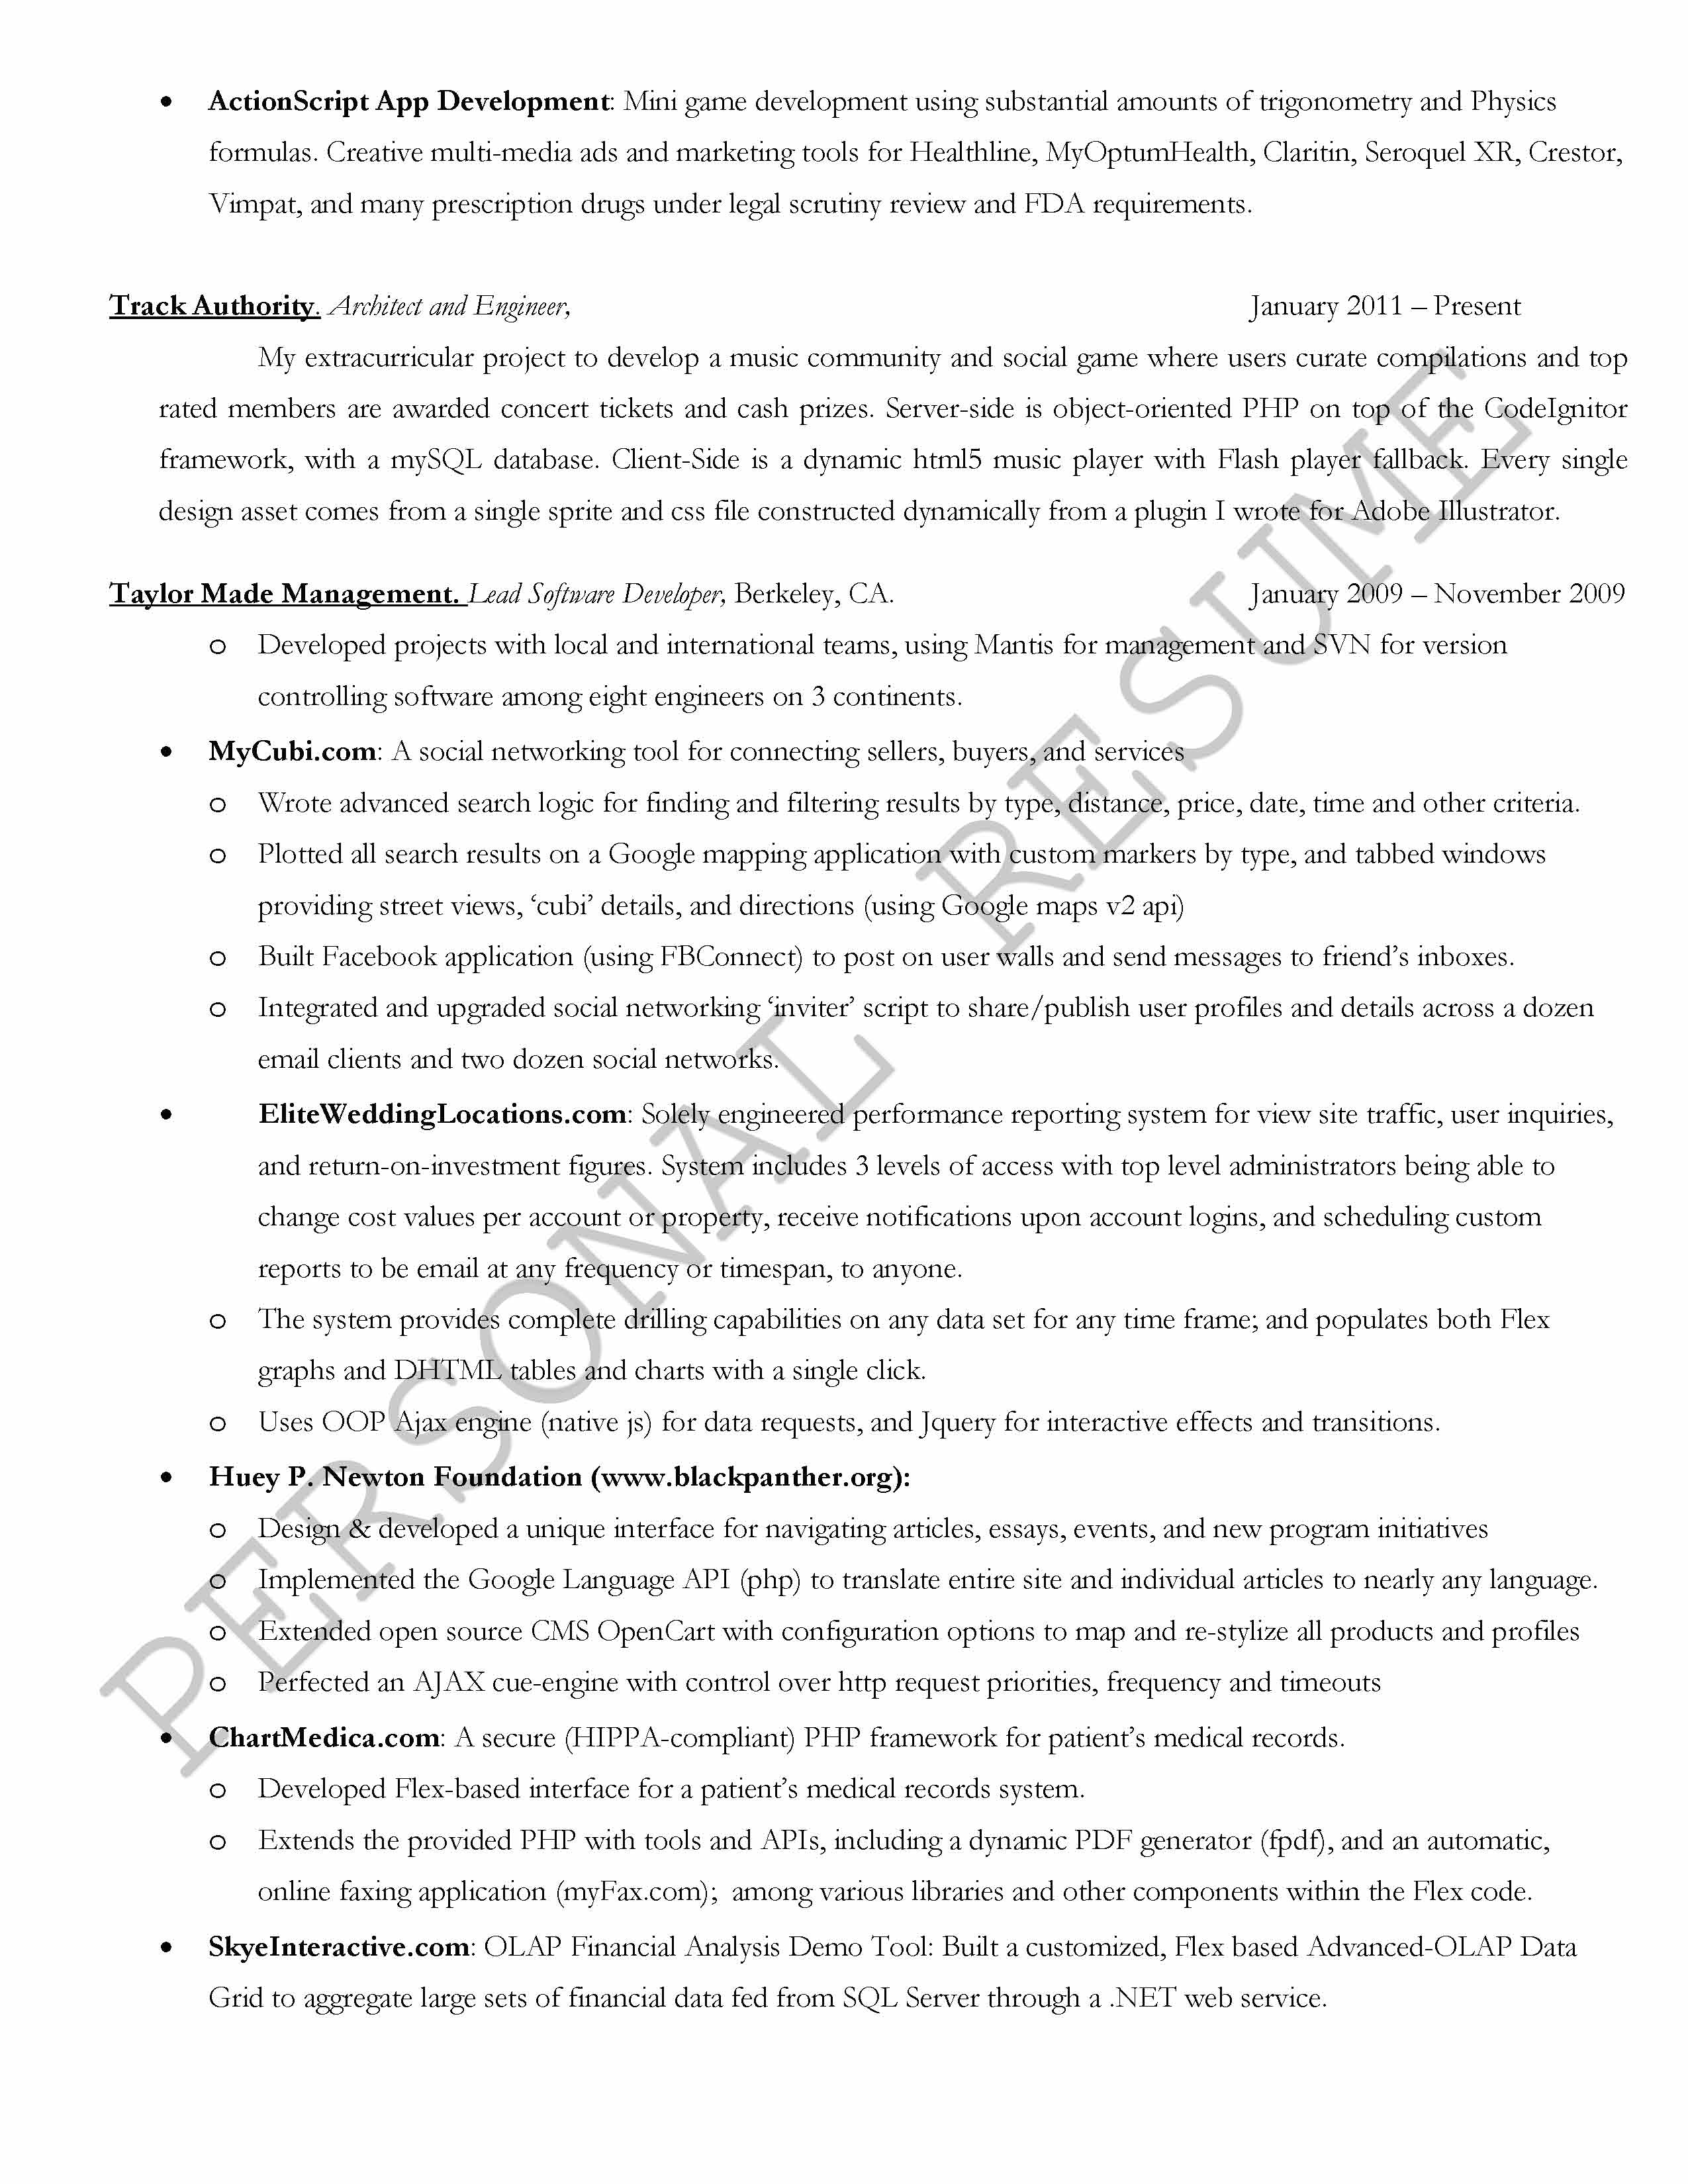 • ActionScript App Development: Mini game development using substantial amounts of trigonometry and Physics
formulas. Creative multi-media ads and marketing tools for Healthline, MyOptumHealth, Claritin, Seroquel XR, Crestor,
Vimpat, and many prescription drugs under legal scrutiny review and FDA requirements.
Track Authority. Architect and Engineer, January 2011 – Present
My extracurricular project to develop a music community and social game where users curate compilations and top
rated members are awarded concert tickets and cash prizes. Server-side is object-oriented PHP on top of the CodeIgnitor
framework, with a mySQL database. Client-Side is a dynamic html5 music player with Flash player fallback. Every single
design asset comes from a single sprite and css file constructed dynamically from a plugin I wrote for Adobe Illustrator.
Taylor Made Management. Lead Software Developer, Berkeley, CA. January 2009 – November 2009
o Developed projects with local and international teams, using Mantis for management and SVN for version
controlling software among eight engineers on 3 continents.
• MyCubi.com: A social networking tool for connecting sellers, buyers, and services
o Wrote advanced search logic for finding and filtering results by type, distance, price, date, time and other criteria.
o Plotted all search results on a Google mapping application with custom markers by type, and tabbed windows
providing street views, ‘cubi’ details, and directions (using Google maps v2 api)
o Built Facebook application (using FBConnect) to post on user walls and send messages to friend’s inboxes.
o Integrated and upgraded social networking ‘inviter’ script to share/publish user profiles and details across a dozen
email clients and two dozen social networks.
• EliteWeddingLocations.com: Solely engineered performance reporting system for view site traffic, user inquiries,
and return-on-investment figures. System includes 3 levels of access with top level administrators being able to
change cost values per account or property, receive notifications upon account logins, and scheduling custom
reports to be email at any frequency or timespan, to anyone.
o The system provides complete drilling capabilities on any data set for any time frame; and populates both Flex
graphs and DHTML tables and charts with a single click.
o Uses OOP Ajax engine (native js) for data requests, and Jquery for interactive effects and transitions.
• Huey P. Newton Foundation (www.blackpanther.org):
o Design & developed a unique interface for navigating articles, essays, events, and new program initiatives
o Implemented the Google Language API (php) to translate entire site and individual articles to nearly any language.
o Extended open source CMS OpenCart with configuration options to map and re-stylize all products and profiles
o Perfected an AJAX cue-engine with control over http request priorities, frequency and timeouts
• ChartMedica.com: A secure (HIPPA-compliant) PHP framework for patient’s medical records.
o Developed Flex-based interface for a patient’s medical records system.
o Extends the provided PHP with tools and APIs, including a dynamic PDF generator (fpdf), and an automatic,
online faxing application (myFax.com); among various libraries and other components within the Flex code.
• SkyeInteractive.com: OLAP Financial Analysis Demo Tool: Built a customized, Flex based Advanced-OLAP Data
Grid to aggregate large sets of financial data fed from SQL Server through a .NET web service.
PERSONAL RESUME